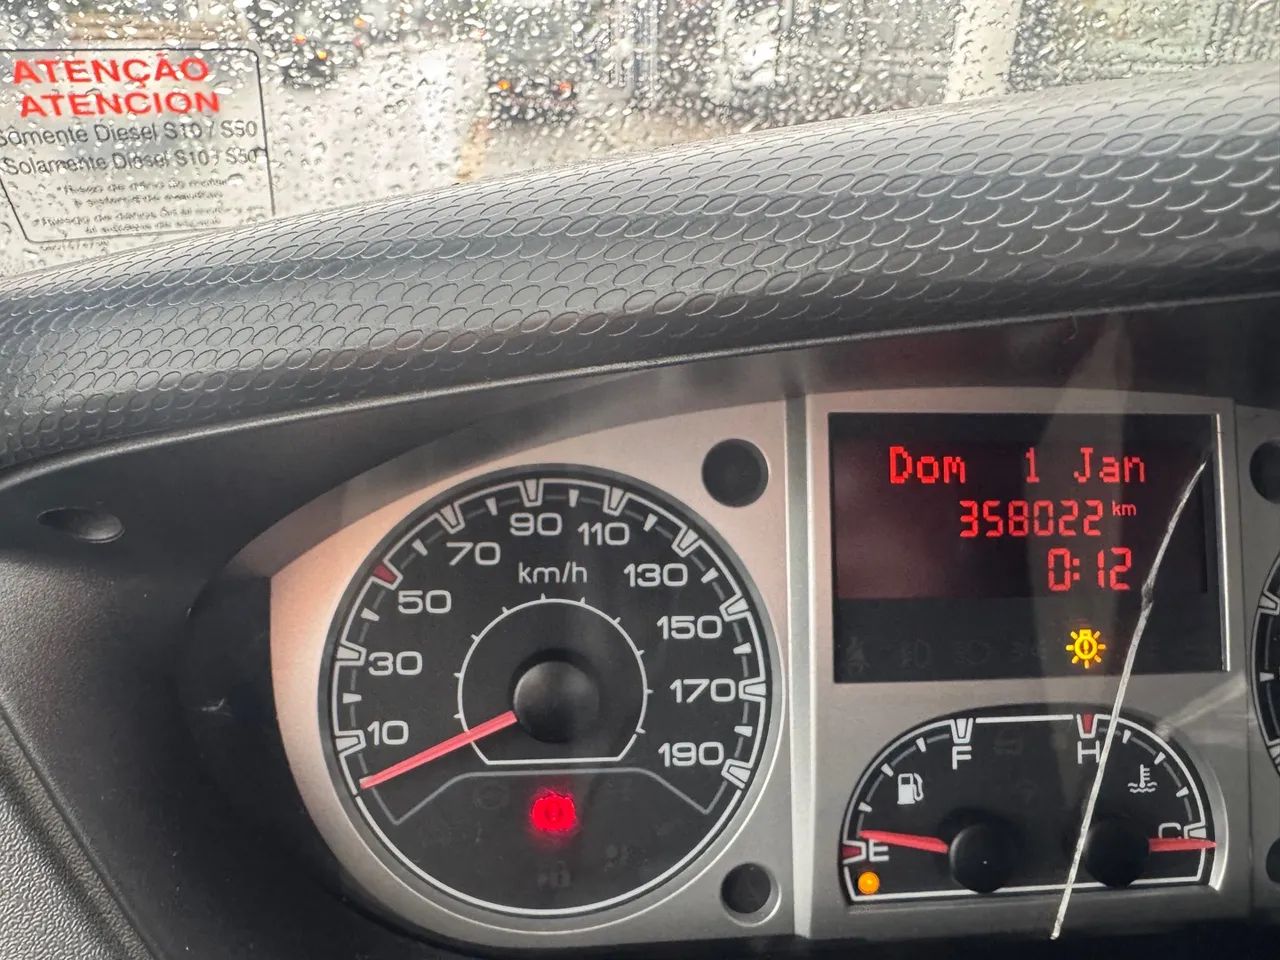 ATENÇÃO
ATENCION
Sòmente Diesel S10 / S50
Solamente Diesel S10 / S50
Dom 1 Jan
358022 km
0:12
km/h
10
30
50
70
90
110
130
150
170
190
F
E
H
C